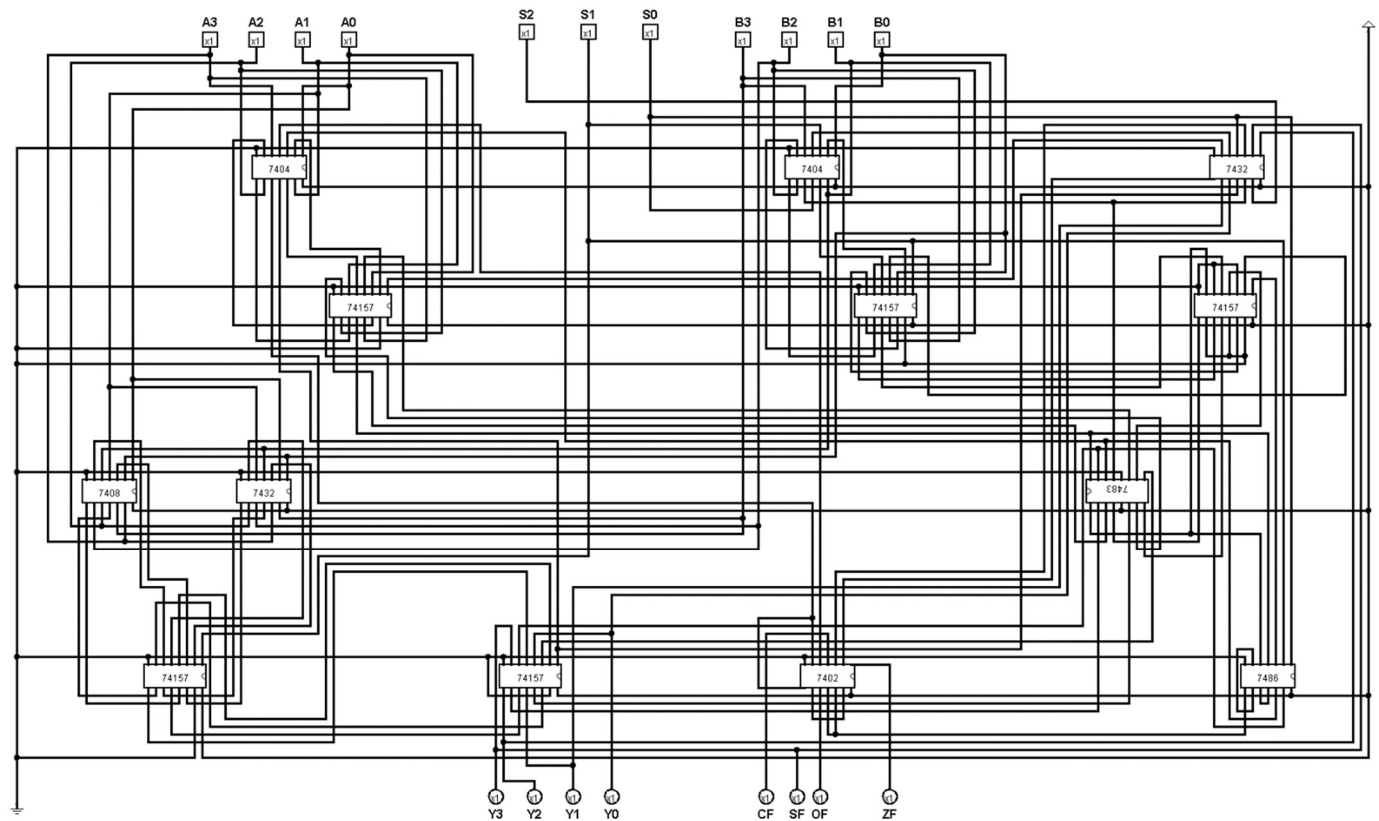 A3 A2 A1 A0 S2 S1 S0 B3 B2 B1 B0
x1 x1 x1 x1 x1 x1 x1 x1 x1 x1 x1
7404 7404 7432
74157 74157 74157
7408 7432 7483
74157 74157 7402 7486
x1 x1 x1 x1 x1 x1 x1 x1
Y3 Y2 Y1 Y0 CF SF OF ZF